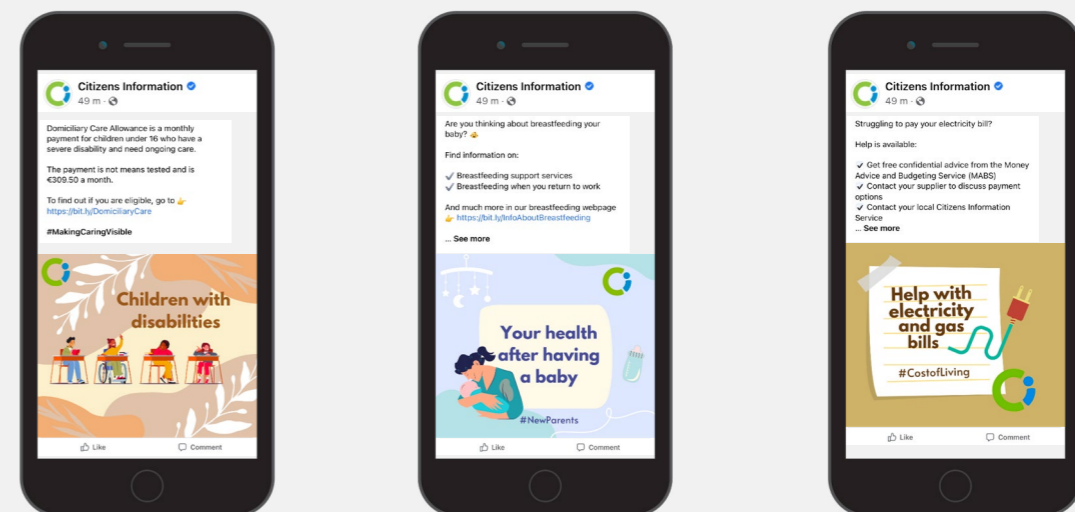 Citizens Information
49 m ·
Domiciliary Care Allowance is a monthly
payment for children under 16 who have a
severe disability and need ongoing care.
The payment is not means tested and is
€309.50 a month.
To find out if you are eligible, go to 👉
https://bit.ly/DomiciliaryCare
#MakingCaringVisible
Children with
disabilities
Like Comment
Citizens Information
49 m ·
Are you thinking about breastfeeding your
baby? 🤱
Find information on:
✓ Breastfeeding support services
✓ Breastfeeding when you return to work
And much more in our breastfeeding webpage
👉 https://bit.ly/InfoAboutBreastfeeding
... See more
Your health
after having
a baby
#NewParents
Like Comment
Citizens Information
49 m ·
Struggling to pay your electricity bill?
Help is available:
✓ Get free confidential advice from the Money
Advice and Budgeting Service (MABS)
✓ Contact your supplier to discuss payment
options
✓ Contact your local Citizens Information
Service
... See more
Help with
electricity
and gas
bills
#CostofLiving
Like Comment